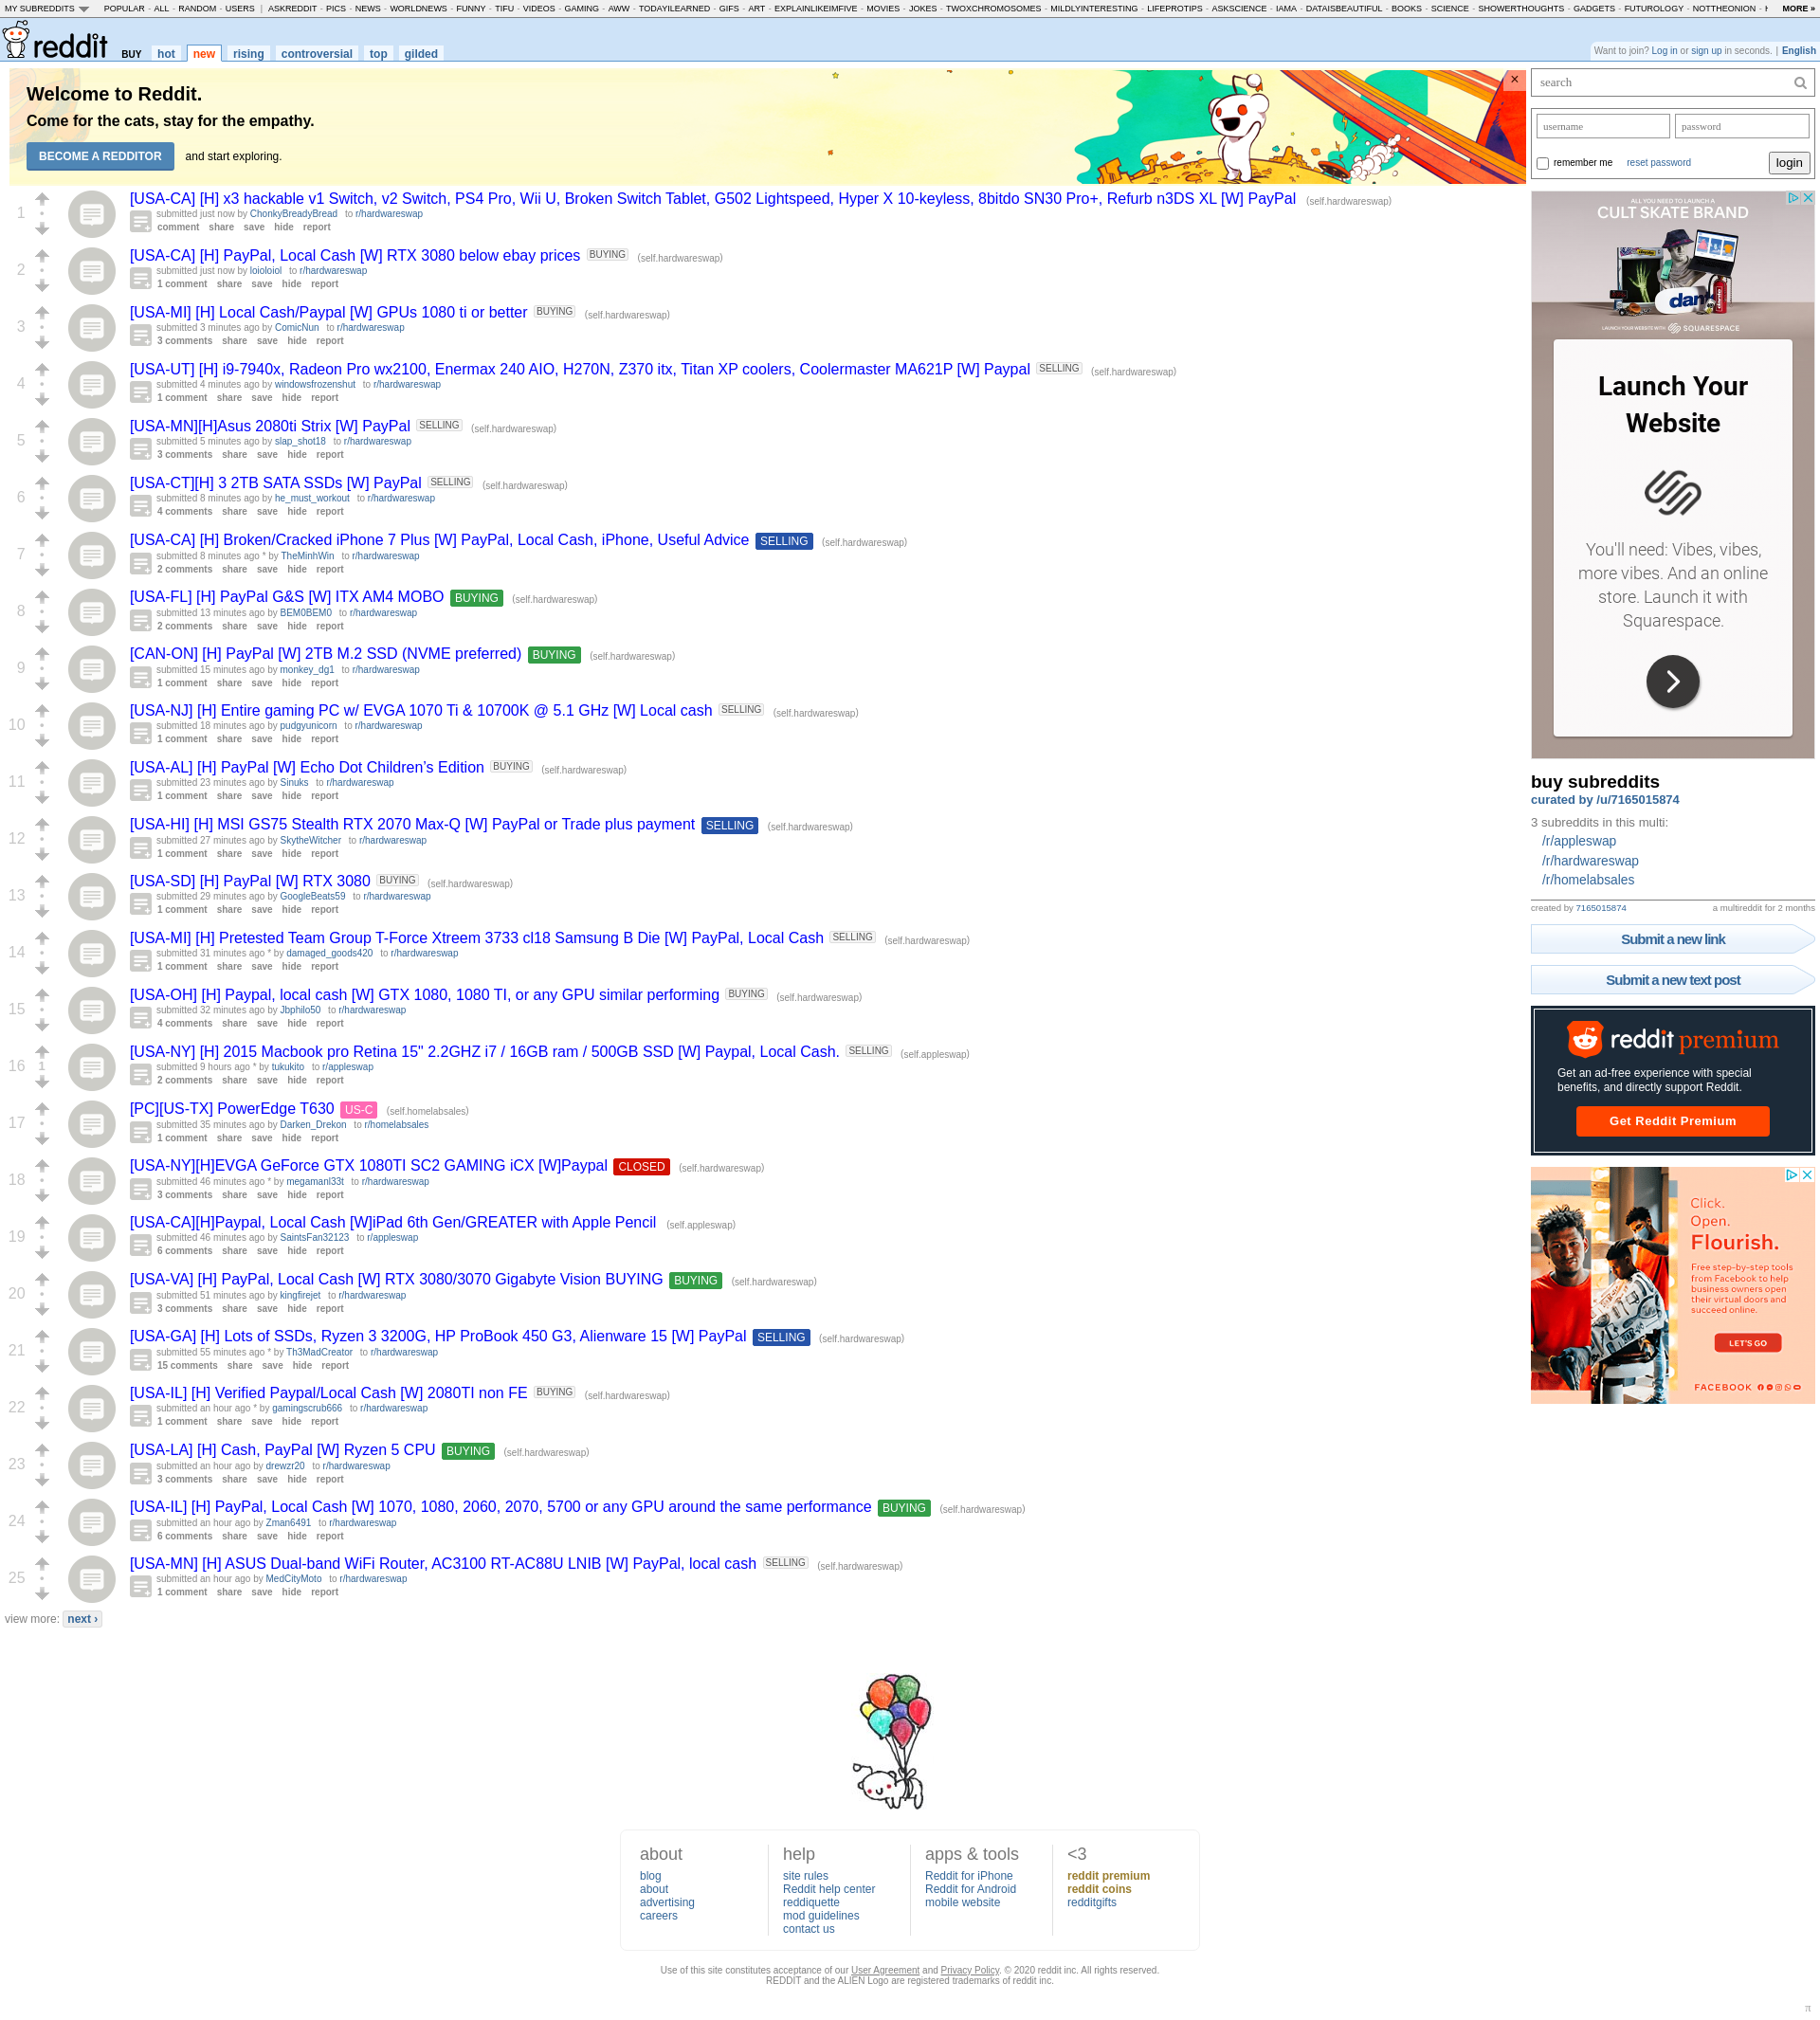 MY SUBREDDITS POPULAR - ALL - RANDOM - USERS | ASKREDDIT - PICS - NEWS - WORLDNEWS - FUNNY - TIFU - VIDEOS - GAMING - AWW - TODAYILEARNED - GIFS - ART - EXPLAINLIKEIMFIVE - MOVIES - JOKES - TWOXCHROMOSOMES - MILDLYINTERESTING - LIFEPROTIPS - ASKSCIENCE - IAMA - DATAISBEAUTIFUL - BOOKS - SCIENCE - SHOWERTHOUGHTS - GADGETS - FUTUROLOGY - NOTTHEONION - MORE »
reddit BUY hot new rising controversial top gilded
Want to join? Log in or sign up in seconds. | English
Welcome to Reddit.
Come for the cats, stay for the empathy.
BECOME A REDDITOR and start exploring.
1 [USA-CA] [H] x3 hackable v1 Switch, v2 Switch, PS4 Pro, Wii U, Broken Switch Tablet, G502 Lightspeed, Hyper X 10-keyless, 8bitdo SN30 Pro+, Refurb n3DS XL [W] PayPal (self.hardwareswap)
submitted just now by ChonkyBreadyBread to r/hardwareswap
comment share save hide report
2 [USA-CA] [H] PayPal, Local Cash [W] RTX 3080 below ebay prices BUYING (self.hardwareswap)
submitted just now by loioloiol to r/hardwareswap
1 comment share save hide report
3 [USA-MI] [H] Local Cash/Paypal [W] GPUs 1080 ti or better BUYING (self.hardwareswap)
submitted 3 minutes ago by ComicNun to r/hardwareswap
3 comments share save hide report
4 [USA-UT] [H] i9-7940x, Radeon Pro wx2100, Enermax 240 AIO, H270N, Z370 itx, Titan XP coolers, Coolermaster MA621P [W] Paypal SELLING (self.hardwareswap)
submitted 4 minutes ago by windowsfrozenshut to r/hardwareswap
1 comment share save hide report
5 [USA-MN][H]Asus 2080ti Strix [W] PayPal SELLING (self.hardwareswap)
submitted 5 minutes ago by slap_shot18 to r/hardwareswap
3 comments share save hide report
6 [USA-CT][H] 3 2TB SATA SSDs [W] PayPal SELLING (self.hardwareswap)
submitted 8 minutes ago by he_must_workout to r/hardwareswap
4 comments share save hide report
7 [USA-CA] [H] Broken/Cracked iPhone 7 Plus [W] PayPal, Local Cash, iPhone, Useful Advice SELLING (self.hardwareswap)
submitted 8 minutes ago * by TheMinhWin to r/hardwareswap
2 comments share save hide report
8 [USA-FL] [H] PayPal G&S [W] ITX AM4 MOBO BUYING (self.hardwareswap)
submitted 13 minutes ago by BEM0BEM0 to r/hardwareswap
2 comments share save hide report
9 [CAN-ON] [H] PayPal [W] 2TB M.2 SSD (NVME preferred) BUYING (self.hardwareswap)
submitted 15 minutes ago by monkey_dg1 to r/hardwareswap
1 comment share save hide report
10 [USA-NJ] [H] Entire gaming PC w/ EVGA 1070 Ti & 10700K @ 5.1 GHz [W] Local cash SELLING (self.hardwareswap)
submitted 18 minutes ago by pudgyunicorn to r/hardwareswap
1 comment share save hide report
11 [USA-AL] [H] PayPal [W] Echo Dot Children’s Edition BUYING (self.hardwareswap)
submitted 23 minutes ago by Sinuks to r/hardwareswap
1 comment share save hide report
12 [USA-HI] [H] MSI GS75 Stealth RTX 2070 Max-Q [W] PayPal or Trade plus payment SELLING (self.hardwareswap)
submitted 27 minutes ago by SkytheWitcher to r/hardwareswap
1 comment share save hide report
13 [USA-SD] [H] PayPal [W] RTX 3080 BUYING (self.hardwareswap)
submitted 29 minutes ago by GoogleBeats59 to r/hardwareswap
1 comment share save hide report
14 [USA-MI] [H] Pretested Team Group T-Force Xtreem 3733 cl18 Samsung B Die [W] PayPal, Local Cash SELLING (self.hardwareswap)
submitted 31 minutes ago * by damaged_goods420 to r/hardwareswap
1 comment share save hide report
15 [USA-OH] [H] Paypal, local cash [W] GTX 1080, 1080 TI, or any GPU similar performing BUYING (self.hardwareswap)
submitted 32 minutes ago by Jbphilo50 to r/hardwareswap
4 comments share save hide report
16 1 [USA-NY] [H] 2015 Macbook pro Retina 15" 2.2GHZ i7 / 16GB ram / 500GB SSD [W] Paypal, Local Cash. SELLING (self.appleswap)
submitted 9 hours ago * by tukukito to r/appleswap
2 comments share save hide report
17 [PC][US-TX] PowerEdge T630 US-C (self.homelabsales)
submitted 35 minutes ago by Darken_Drekon to r/homelabsales
1 comment share save hide report
18 [USA-NY][H]EVGA GeForce GTX 1080TI SC2 GAMING iCX [W]Paypal CLOSED (self.hardwareswap)
submitted 46 minutes ago * by megamanl33t to r/hardwareswap
3 comments share save hide report
19 [USA-CA][H]Paypal, Local Cash [W]iPad 6th Gen/GREATER with Apple Pencil (self.appleswap)
submitted 46 minutes ago by SaintsFan32123 to r/appleswap
6 comments share save hide report
20 [USA-VA] [H] PayPal, Local Cash [W] RTX 3080/3070 Gigabyte Vision BUYING BUYING (self.hardwareswap)
submitted 51 minutes ago by kingfirejet to r/hardwareswap
3 comments share save hide report
21 [USA-GA] [H] Lots of SSDs, Ryzen 3 3200G, HP ProBook 450 G3, Alienware 15 [W] PayPal SELLING (self.hardwareswap)
submitted 55 minutes ago * by Th3MadCreator to r/hardwareswap
15 comments share save hide report
22 [USA-IL] [H] Verified Paypal/Local Cash [W] 2080TI non FE BUYING (self.hardwareswap)
submitted an hour ago * by gamingscrub666 to r/hardwareswap
1 comment share save hide report
23 [USA-LA] [H] Cash, PayPal [W] Ryzen 5 CPU BUYING (self.hardwareswap)
submitted an hour ago by drewzr20 to r/hardwareswap
3 comments share save hide report
24 [USA-IL] [H] PayPal, Local Cash [W] 1070, 1080, 2060, 2070, 5700 or any GPU around the same performance BUYING (self.hardwareswap)
submitted an hour ago by Zman6491 to r/hardwareswap
6 comments share save hide report
25 [USA-MN] [H] ASUS Dual-band WiFi Router, AC3100 RT-AC88U LNIB [W] PayPal, local cash SELLING (self.hardwareswap)
submitted an hour ago by MedCityMoto to r/hardwareswap
1 comment share save hide report
view more: next ›
search
username password
remember me reset password login
ALL YOU NEED TO LAUNCH A
CULT SKATE BRAND
dam
LAUNCH YOUR WEBSITE WITH SQUARESPACE
Launch Your
Website
You'll need: Vibes, vibes,
more vibes. And an online
store. Launch it with
Squarespace.
buy subreddits
curated by /u/7165015874
3 subreddits in this multi:
/r/appleswap
/r/hardwareswap
/r/homelabsales
created by 7165015874 a multireddit for 2 months
Submit a new link
Submit a new text post
reddit premium
Get an ad-free experience with special
benefits, and directly support Reddit.
Get Reddit Premium
Click.
Open.
Flourish.
Free step-by-step tools
from Facebook to help
business owners open
their virtual doors and
succeed online.
LET'S GO
FACEBOOK
about
blog
about
advertising
careers
help
site rules
Reddit help center
reddiquette
mod guidelines
contact us
apps & tools
Reddit for iPhone
Reddit for Android
mobile website
<3
reddit premium
reddit coins
redditgifts
Use of this site constitutes acceptance of our User Agreement and Privacy Policy. © 2020 reddit inc. All rights reserved.
REDDIT and the ALIEN Logo are registered trademarks of reddit inc.
π